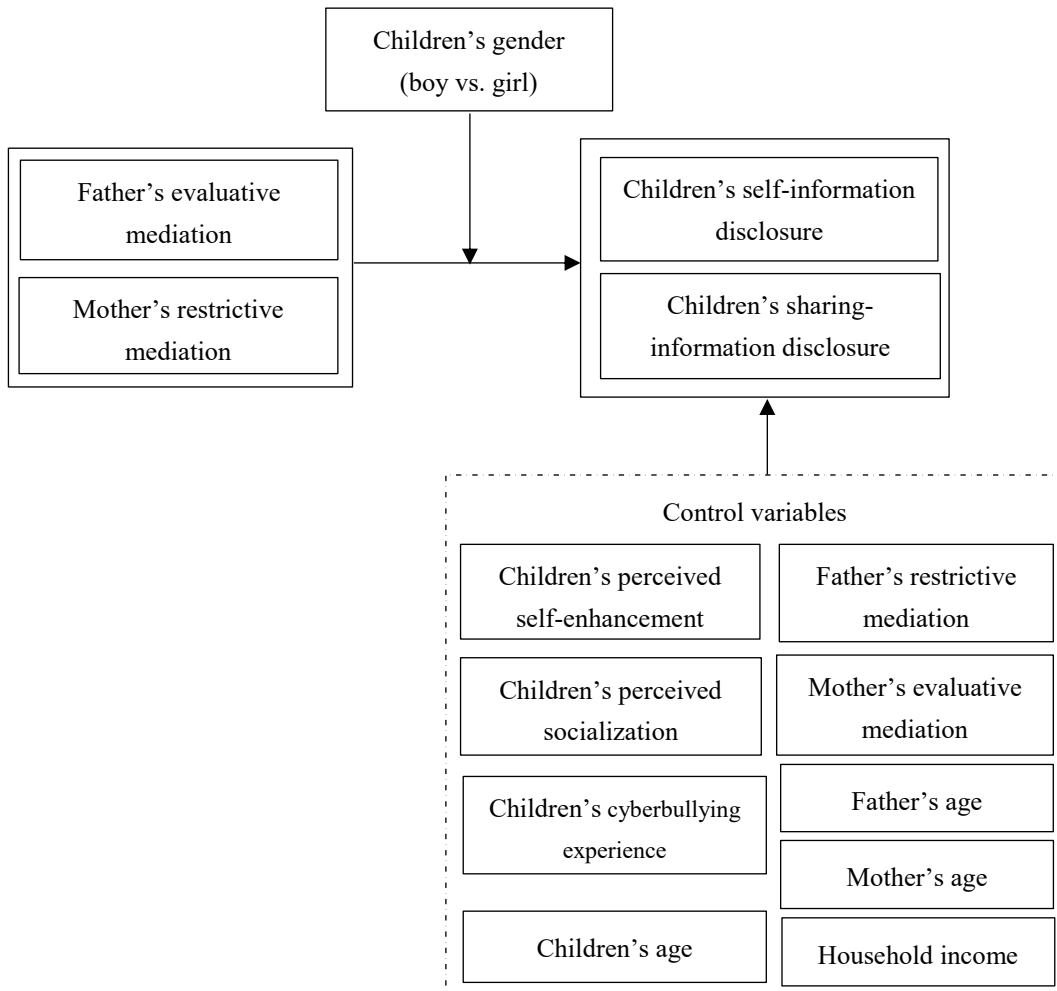 Children’s gender
(boy vs. girl)
Father’s evaluative
mediation
Mother’s restrictive
mediation
Children’s self-information
disclosure
Children’s sharing-
information disclosure
Control variables
Children’s perceived
self-enhancement
Father’s restrictive
mediation
Children’s perceived
socialization
Mother’s evaluative
mediation
Children’s cyberbullying
experience
Father’s age
Mother’s age
Children’s age
Household income